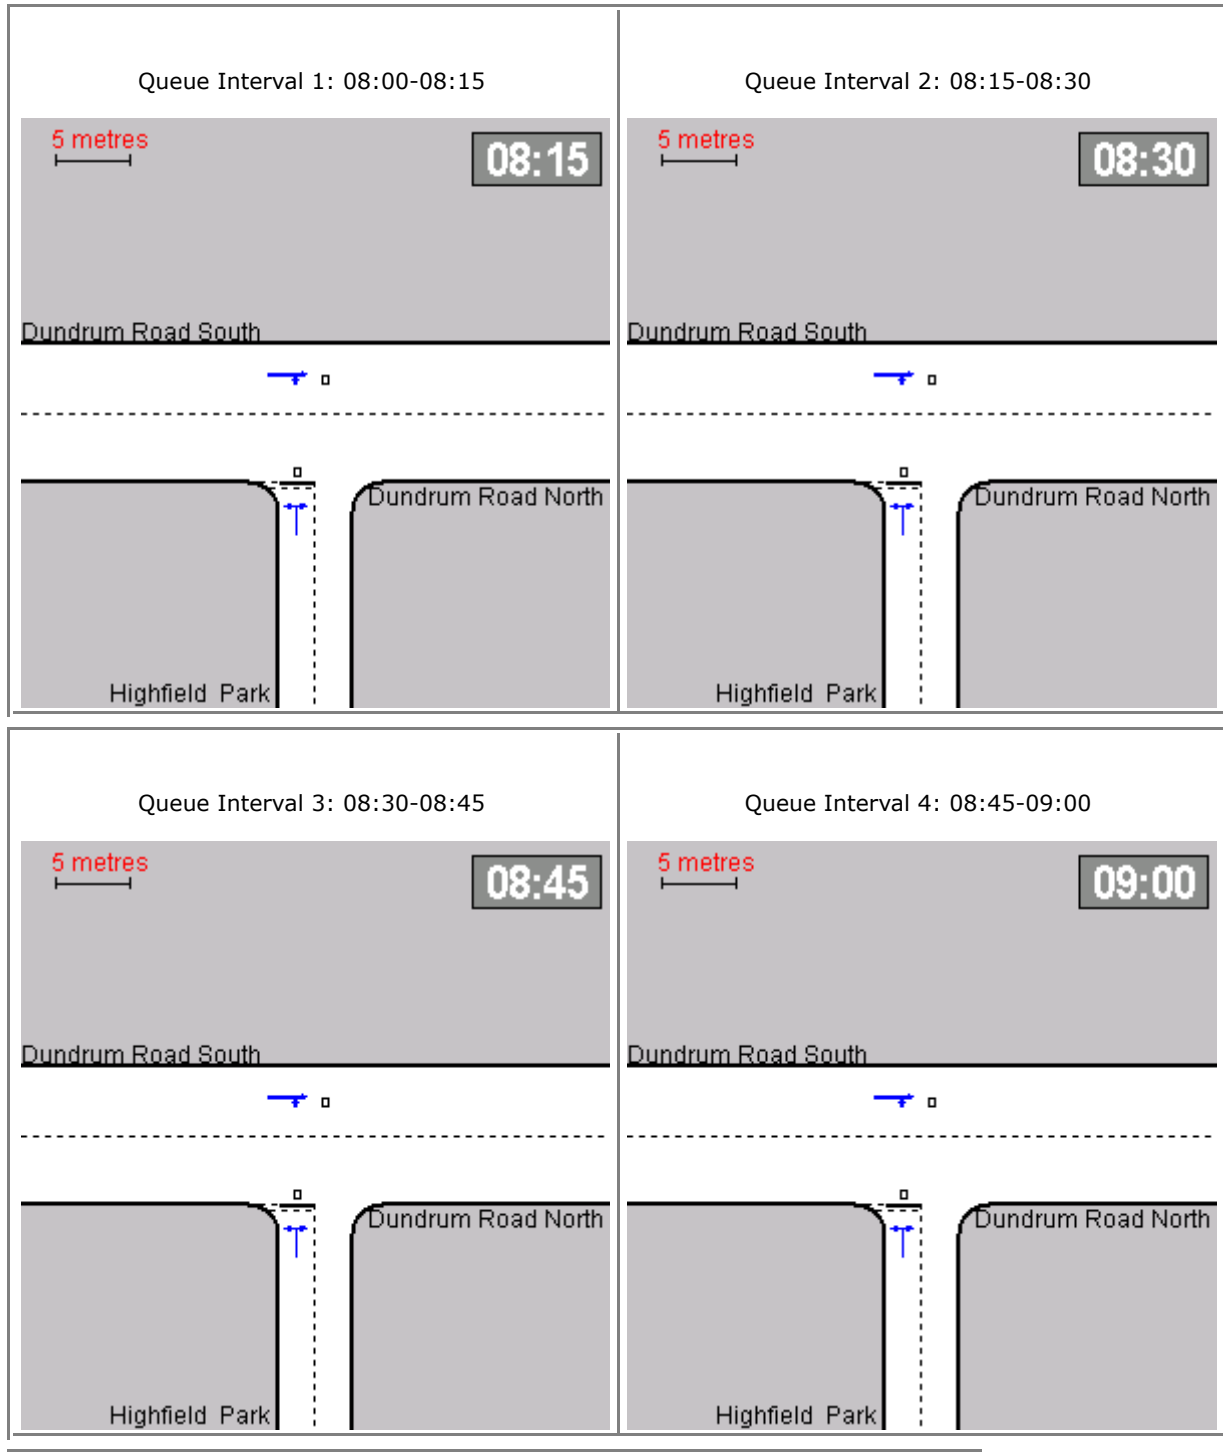 Queue Interval 1: 08:00-08:15
5 metres
08:15
Dundrum Road South
Dundrum Road North
Highfield Park
Queue Interval 2: 08:15-08:30
5 metres
08:30
Dundrum Road South
Dundrum Road North
Highfield Park
Queue Interval 3: 08:30-08:45
5 metres
08:45
Dundrum Road South
Dundrum Road North
Highfield Park
Queue Interval 4: 08:45-09:00
5 metres
09:00
Dundrum Road South
Dundrum Road North
Highfield Park